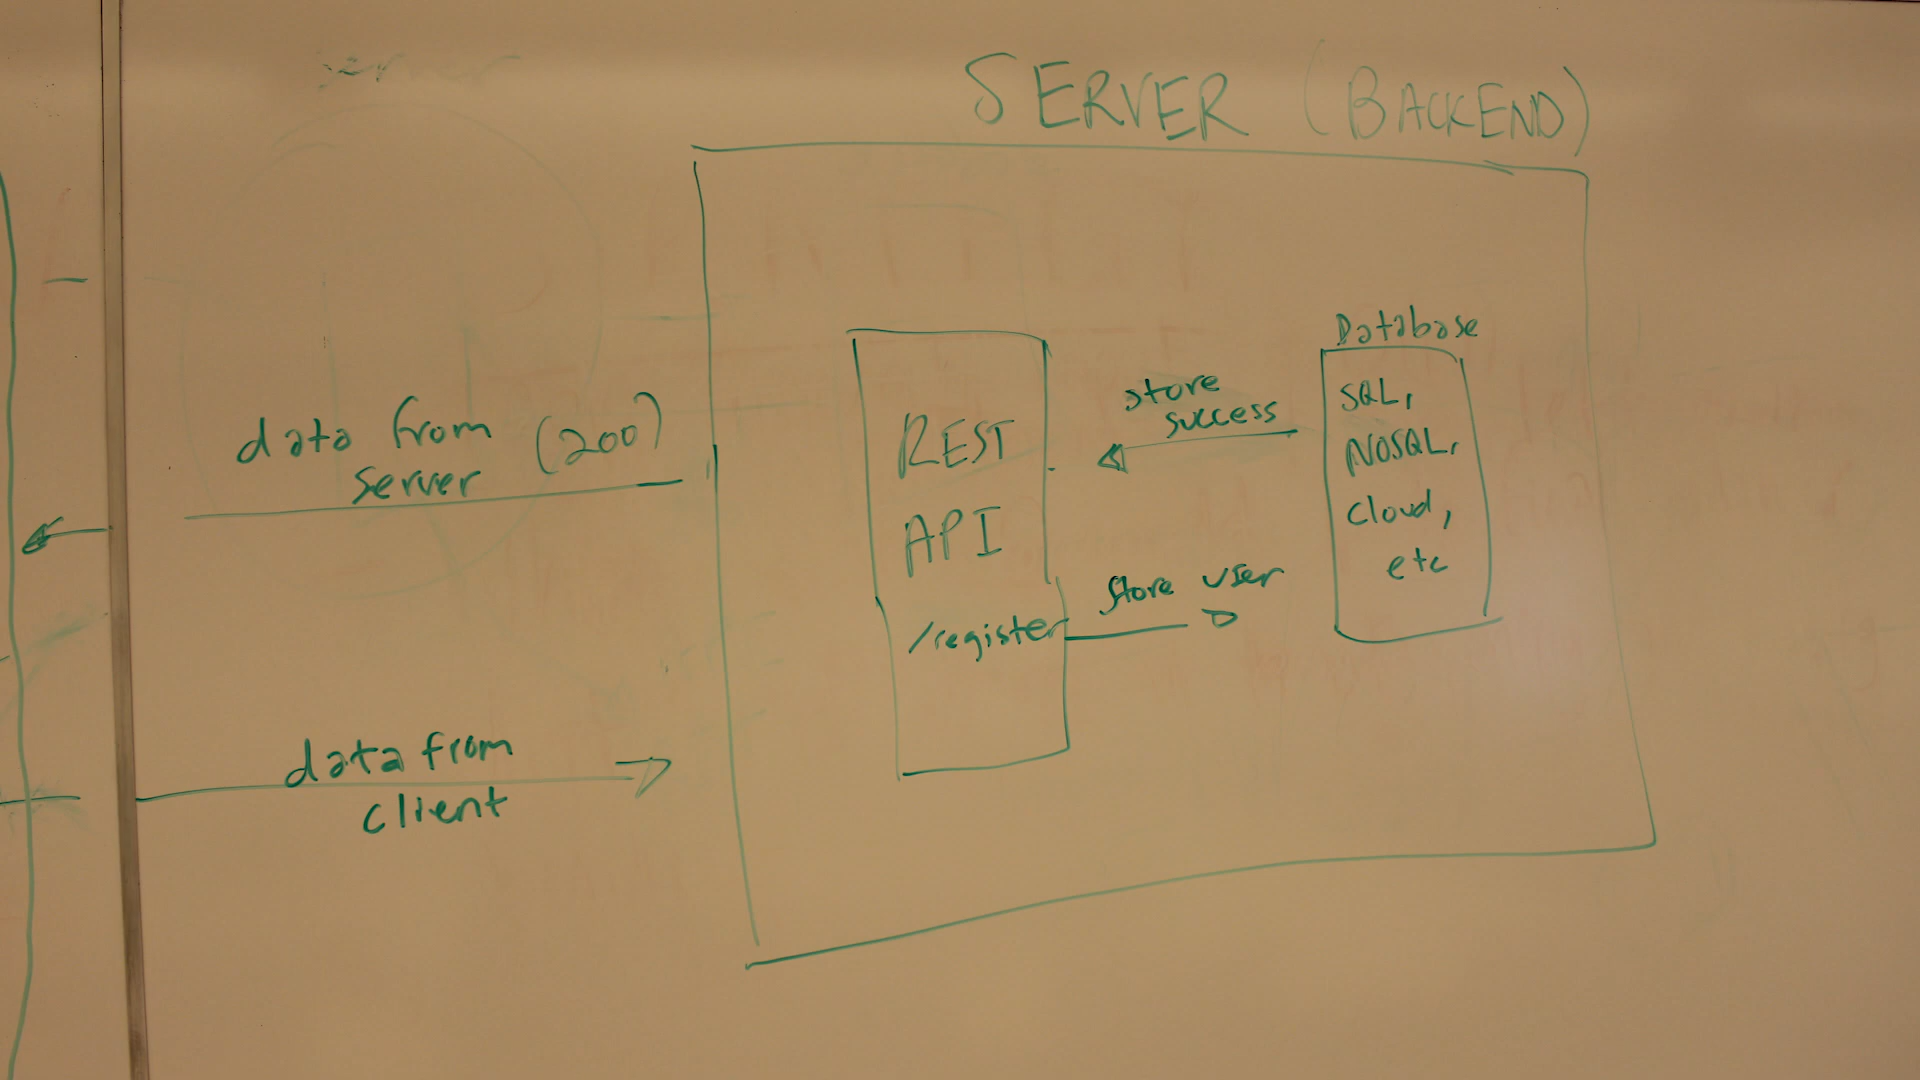 SERVER (BACKEND)
data from (200)
server
data from
client
REST
API
/register
store
success
store user
Database
SQL,
NOSQL,
cloud,
etc